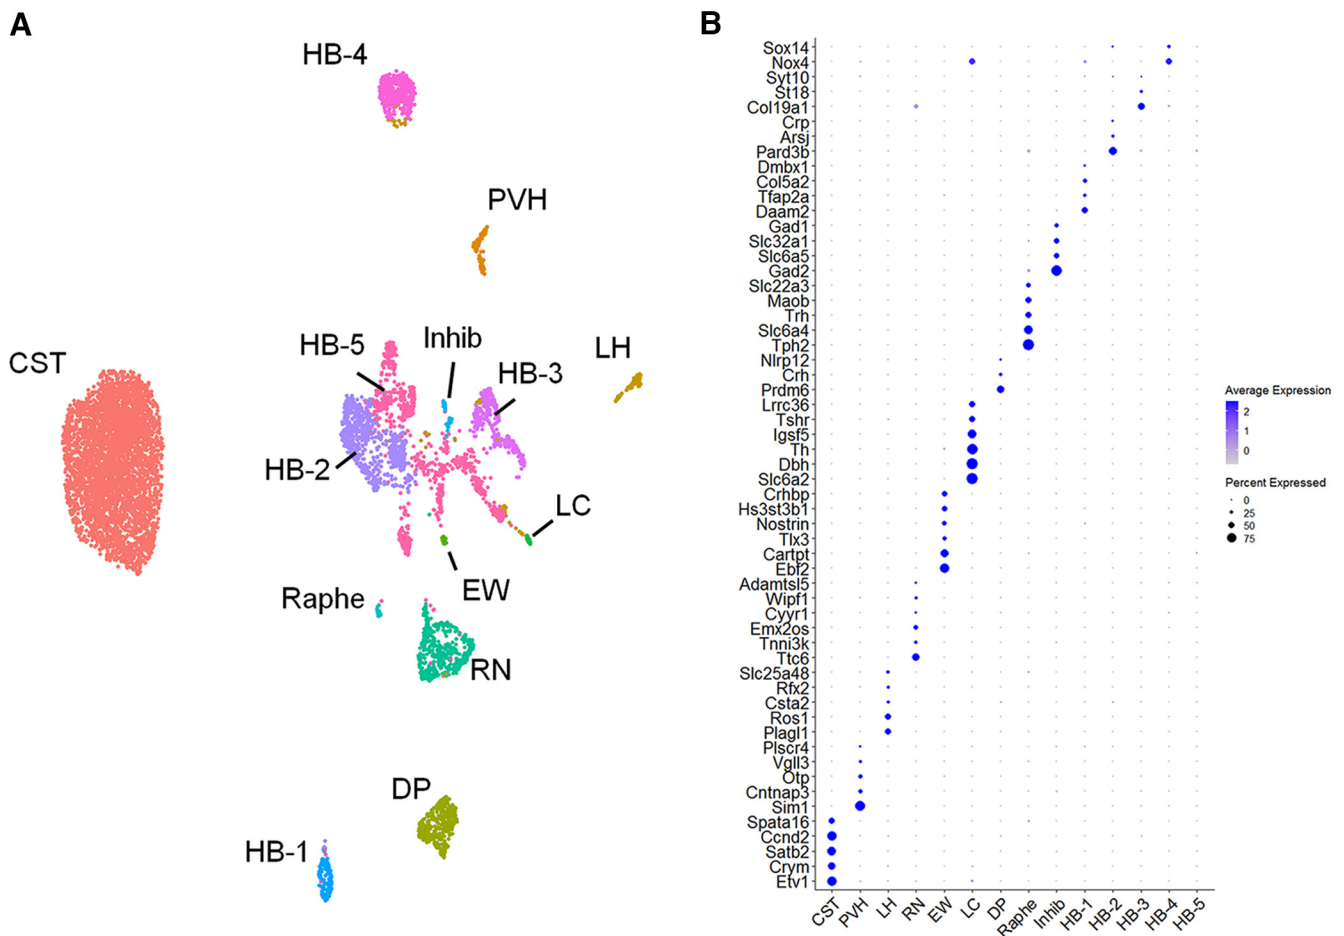 A
HB-4
PVH
HB-5
Inhib
LH
CST
HB-3
HB-2
LC
Raphe
EW
RN
DP
HB-1
B
Sox14
Nox4
Syt10
St18
Col19a1
Crp
Arsj
Pard3b
Dmbx1
Col5a2
Tfap2a
Daam2
Gad1
Slc32a1
Slc6a5
Gad2
Slc22a3
Maob
Trh
Slc6a4
Tph2
Nlrp12
Crh
Prdm6
Lrrc36
Tshr
Igsf5
Th
Dbh
Slc6a2
Crhbp
Hs3st3b1
Nostrin
Tlx3
Cartpt
Ebf2
Adamtsl5
Wipf1
Cyyr1
Emx2os
Tnni3k
Ttc6
Slc25a48
Rfx2
Csta2
Ros1
Plagl1
Plscr4
Vgll3
Otp
Cntnap3
Sim1
Spata16
Ccnd2
Satb2
Crym
Etv1
CST PVH LH RN EW LC DP Raphe Inhib HB-1 HB-2 HB-3 HB-4 HB-5
Average Expression
2
1
0
Percent Expressed
0
25
50
75